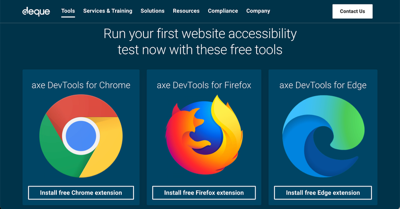 deque
Tools Services & Training Solutions Resources Compliance Company Contact Us
Run your first website accessibility
test now with these free tools
axe DevTools for Chrome
axe DevTools for Firefox
axe DevTools for Edge
Install free Chrome extension
Install free Firefox extension
Install free Edge extension